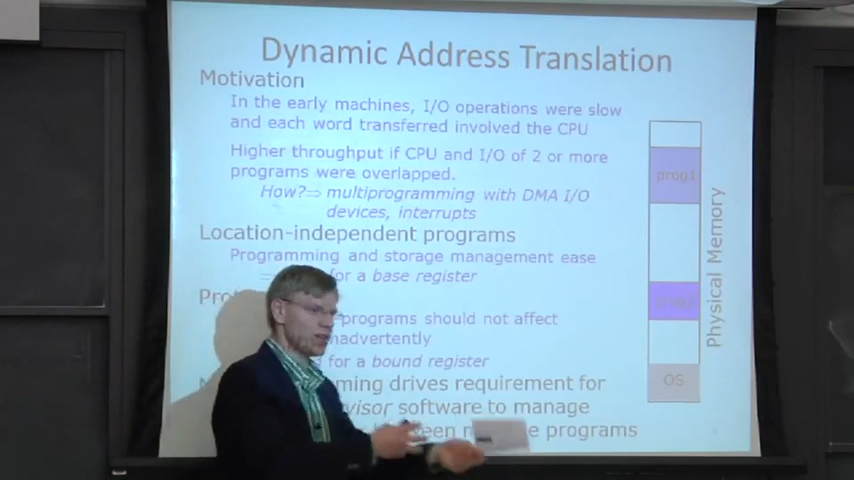 Dynamic Address Translation
Motivation
In the early machines, I/O operations were slow
and each word transferred involved the CPU
Higher throughput if CPU and I/O of 2 or more
programs were overlapped.
How?⇒ multiprogramming with DMA I/O
devices, interrupts
Location-independent programs
Programming and storage management ease
for a base register
programs should not affect
inadvertently
for a bound register
drives requirement for
software to manage
programs
prog1
OS
Physical Memory